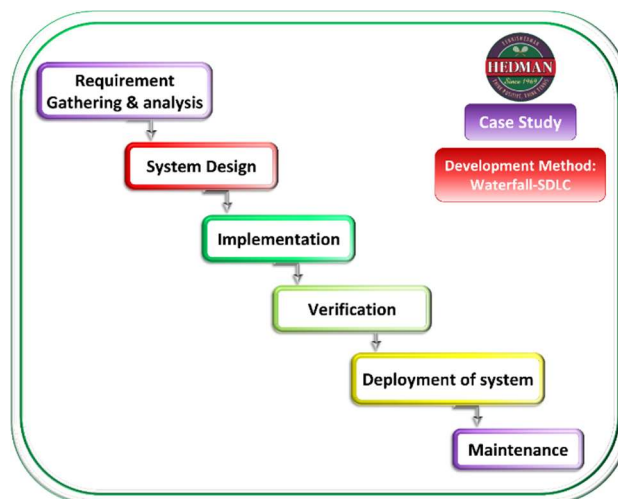 Requirement
Gathering & analysis
System Design
Implementation
Verification
Deployment of system
Maintenance
HEDMAN
Since 1969
Case Study
Development Method:
Waterfall-SDLC